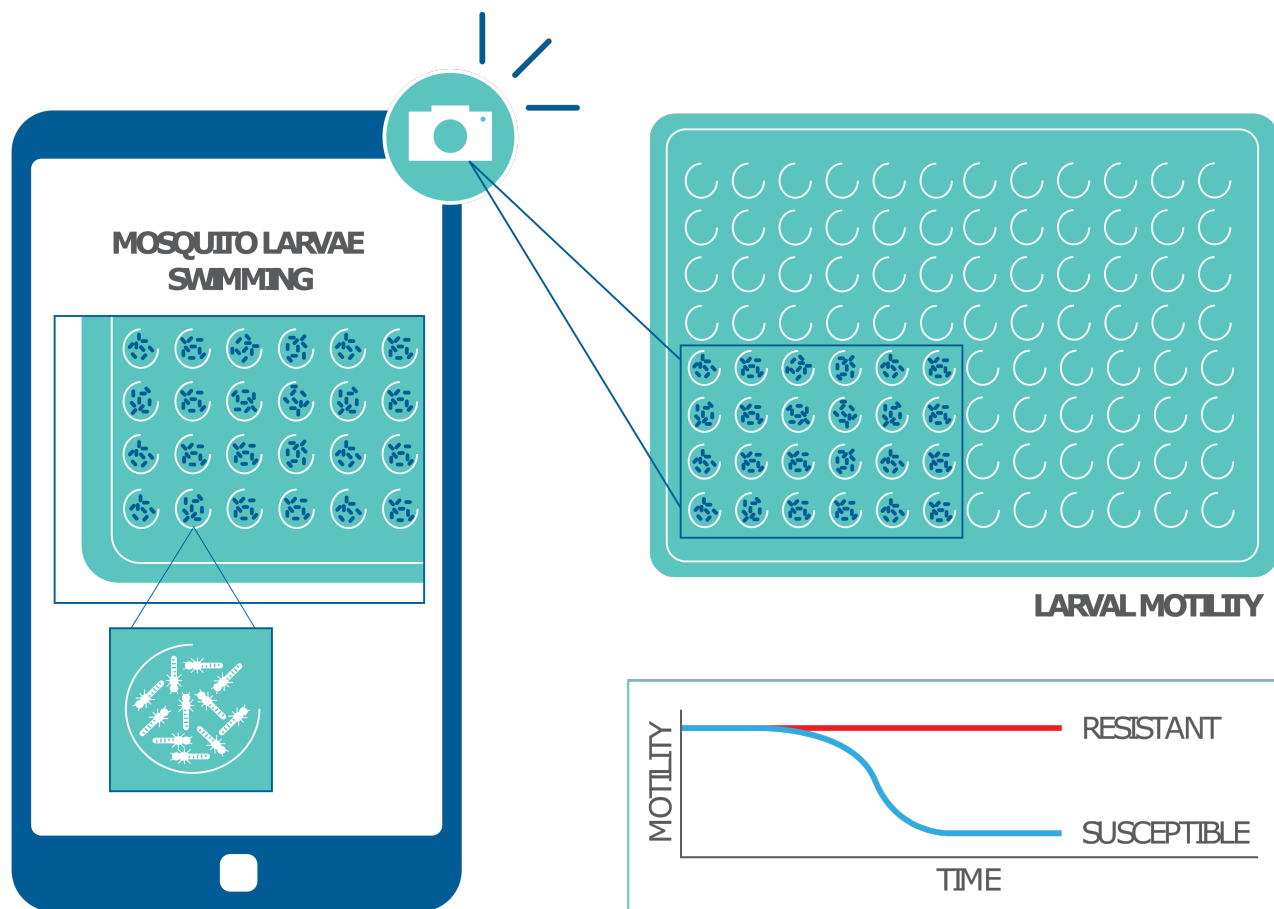 MOSQUITO LARVAE
SWIMMING
LARVAL MOTILITY
MOTILITY
RESISTANT
SUSCEPTIBLE
TIME